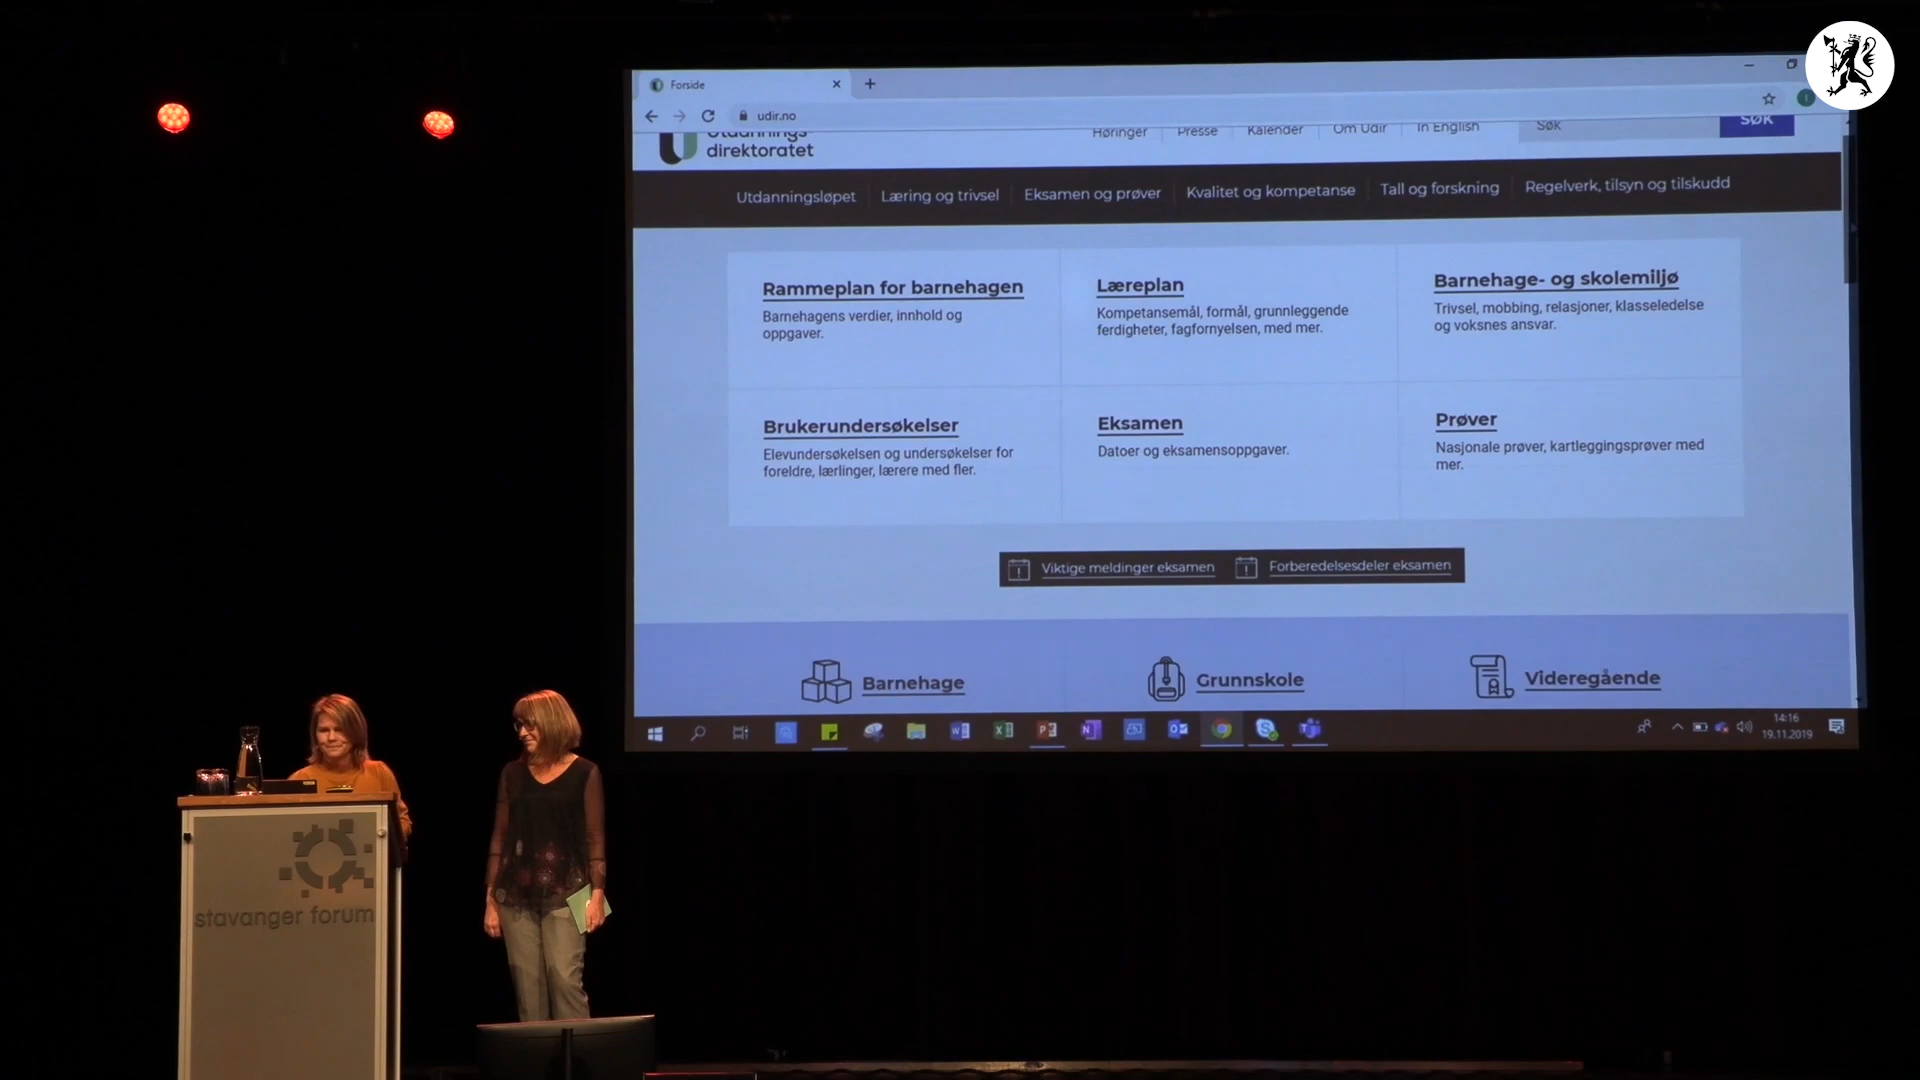 Forside
udir.no
Utdannings-
direktoratet
Høringer
Presse
Kalender
Om Udir
In English
Søk
SØK
Utdanningsløpet
Læring og trivsel
Eksamen og prøver
Kvalitet og kompetanse
Tall og forskning
Regelverk, tilsyn og tilskudd
Rammeplan for barnehagen
Barnehagens verdier, innhold og
oppgaver.
Læreplan
Kompetansemål, formål, grunnleggende
ferdigheter, fagfornyelsen, med mer.
Barnehage- og skolemiljø
Trivsel, mobbing, relasjoner, klasseledelse
og voksnes ansvar.
Brukerundersøkelser
Elevundersøkelsen og undersøkelser for
foreldre, lærlinger, lærere med fler.
Eksamen
Datoer og eksamensoppgaver.
Prøver
Nasjonale prøver, kartleggingsprøver med
mer.
Viktige meldinger eksamen
Forberedelsesdeler eksamen
Barnehage
Grunnskole
Videregående
14:16
19.11.2019
stavanger forum